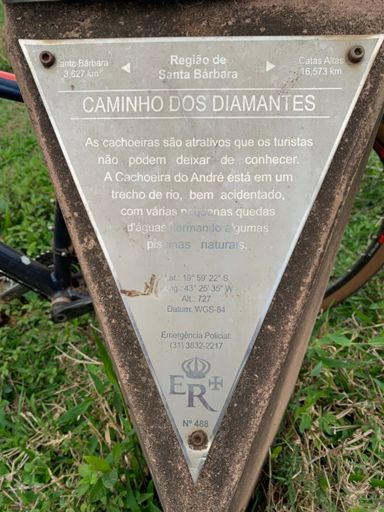 Santa Bárbara
3,627 km
Região de
Santa Bárbara
Catas Altas
16,573 km
CAMINHO DOS DIAMANTES
As cachoeiras são atrativos que os turistas
não podem deixar de conhecer.
A Cachoeira do André está em um
trecho de rio, bem acidentado,
com várias pequenas quedas
d'águas formando algumas
piscinas naturais.
Lat.: 19° 59' 22" S
Long.: 43° 25' 35" W
Alt.: 727
Datum: WGS-84
Emergência Policial:
(31) 3832-2217
ER
Nº 488